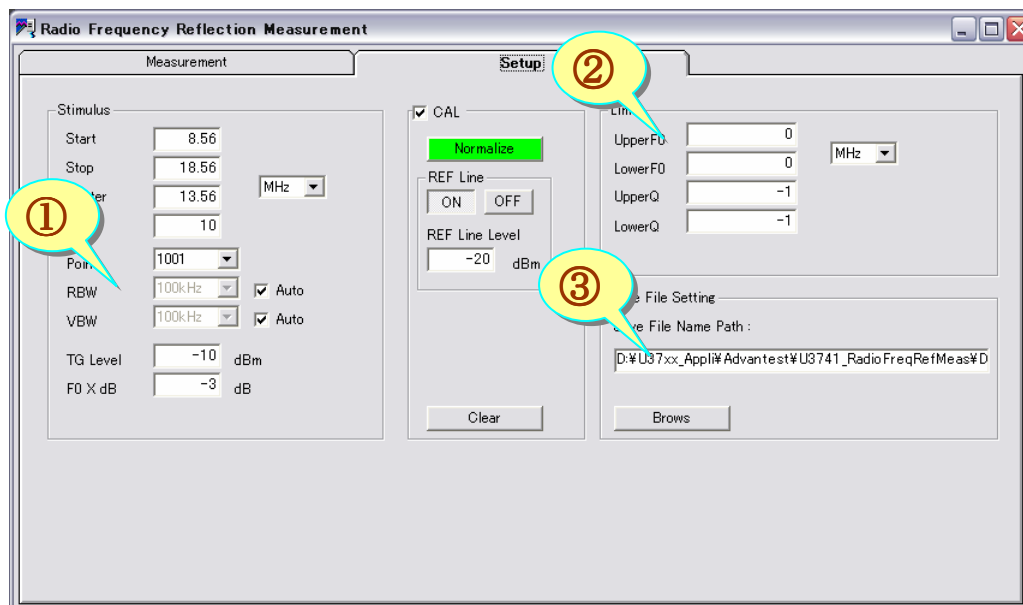 Radio Frequency Reflection Measurement
Measurement
Setup
②
Stimulus
Start 8.56
Stop 18.56
13.56
MHz
10
①
1001
RBW 100kHz Auto
VBW 100kHz Auto
TG Level -10 dBm
F0 X dB -3 dB
CAL
Normalize
REF Line
ON OFF
REF Line Level
-20 dBm
Clear
UpperF0 0
MHz
LowerF0 0
UpperQ -1
LowerQ -1
③
File Setting
File Name Path :
D:¥U37xx_Appli¥Advantest¥U3741_RadioFreqRefMeas¥D
Brows